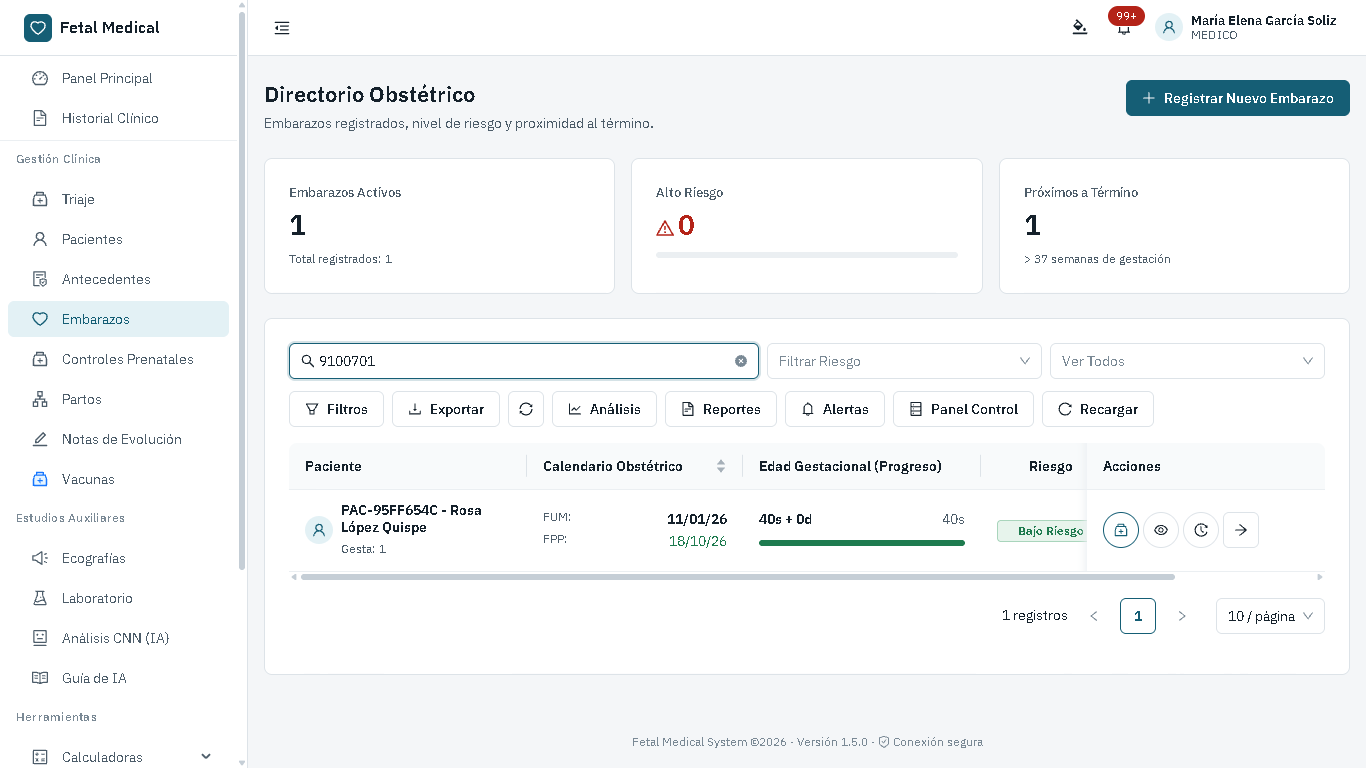 Fetal Medical
99+
María Elena García Soliz
MEDICO
Panel Principal
Historial Clínico
Gestión Clínica
Triaje
Pacientes
Antecedentes
Embarazos
Controles Prenatales
Partos
Notas de Evolución
Vacunas
Estudios Auxiliares
Ecografías
Laboratorio
Análisis CNN (IA)
Guía de IA
Herramientas
Calculadoras
Directorio Obstétrico
Embarazos registrados, nivel de riesgo y proximidad al término.
Registrar Nuevo Embarazo
Embarazos Activos
1
Total registrados: 1
Alto Riesgo
0
Próximos a Término
1
> 37 semanas de gestación
9100701
Filtrar Riesgo
Ver Todos
Filtros
Exportar
Análisis
Reportes
Alertas
Panel Control
Recargar
Paciente
Calendario Obstétrico
Edad Gestacional (Progreso)
Riesgo
Acciones
PAC-95FF654C - Rosa
López Quispe
Gesta: 1
FUM: 11/01/26
FPP: 18/10/26
40s + 0d 40s
Bajo Riesgo
1 registros
1
10 / página
Fetal Medical System ©2026 · Versión 1.5.0 · Conexión segura